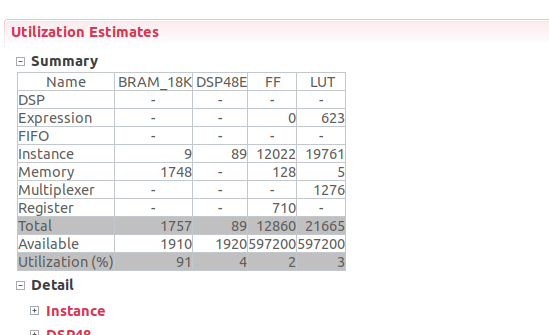 Utilization Estimates
Summary
Name BRAM_18K DSP48E FF LUT
DSP - - - -
Expression - - 0 623
FIFO - - - -
Instance 9 89 12022 19761
Memory 1748 - 128 5
Multiplexer - - - 1276
Register - - 710 -
Total 1757 89 12860 21665
Available 1910 1920 597200 597200
Utilization (%) 91 4 2 3
Detail
Instance
DSP48